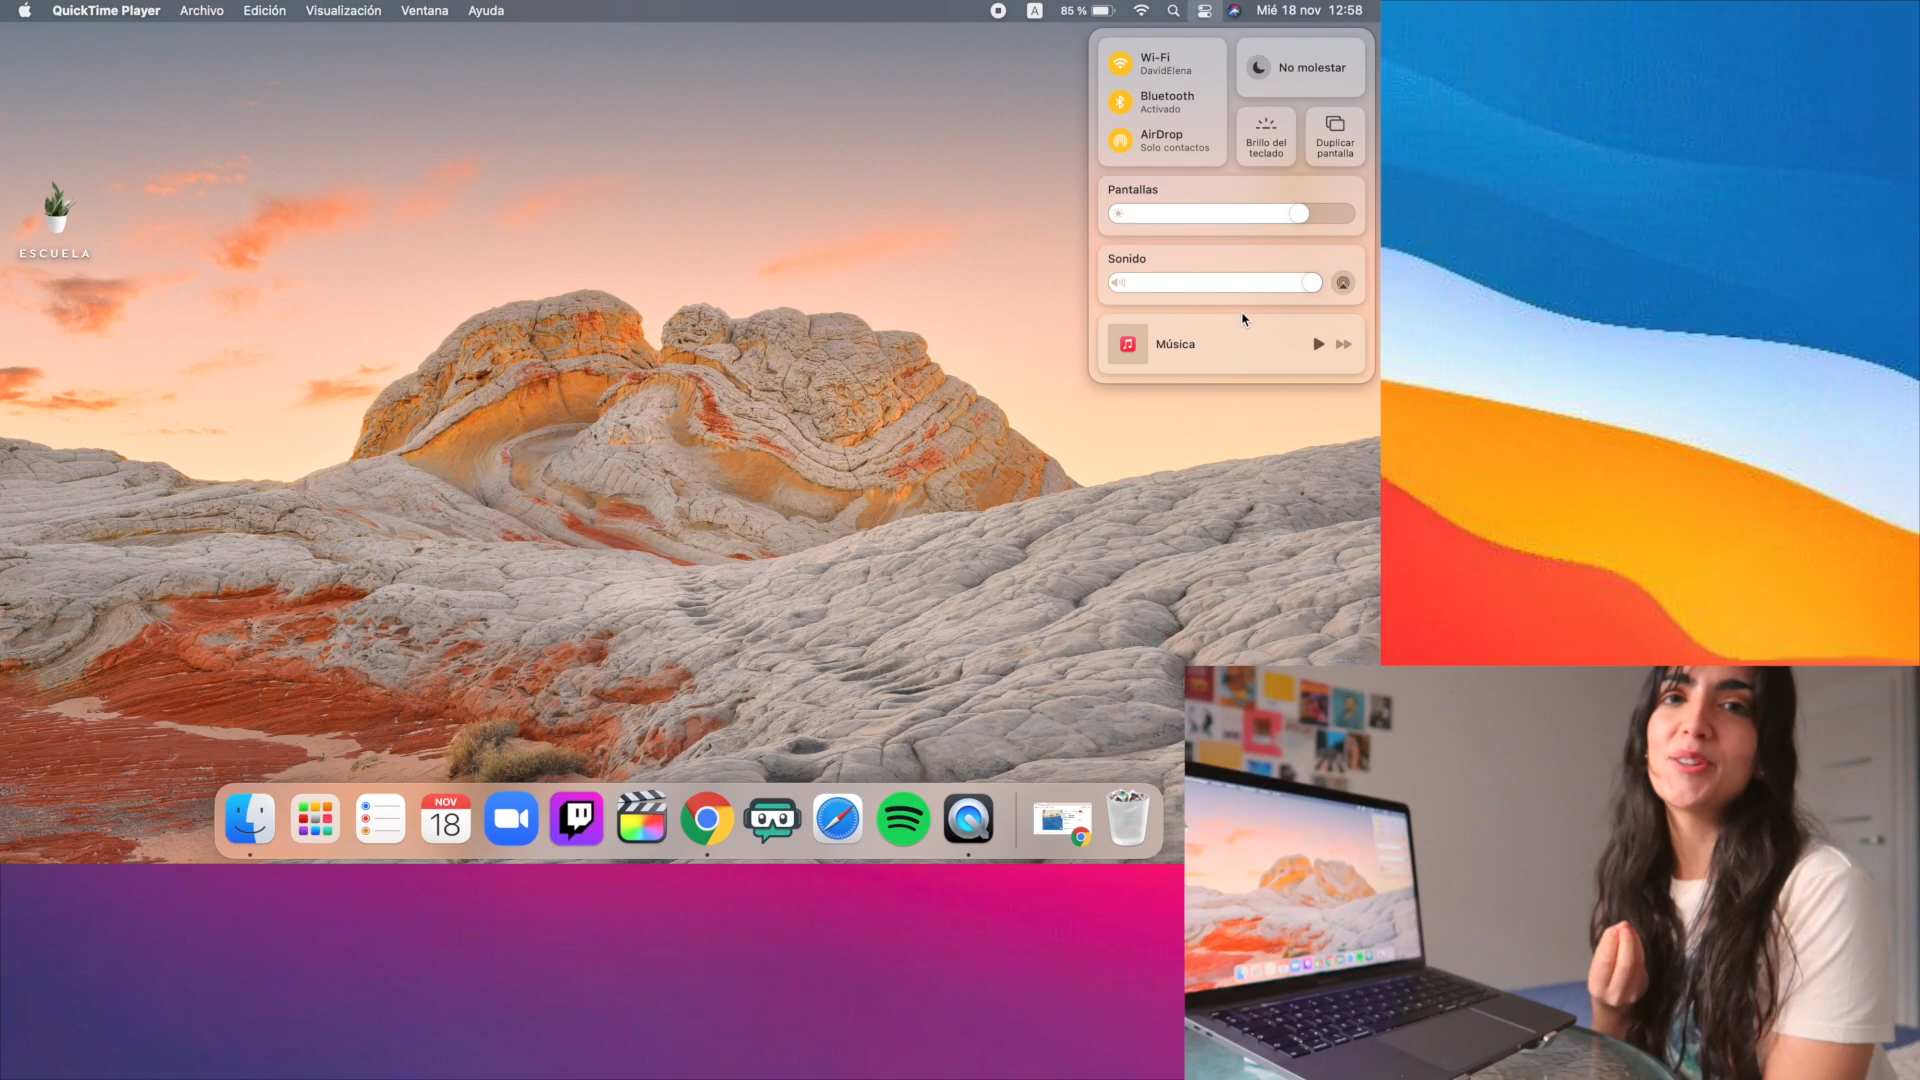 QuickTime Player Archivo Edición Visualización Ventana Ayuda A 85 % Mié 18 nov 12:58
Wi-Fi
DavidElena
Bluetooth
Activado
AirDrop
Solo contactos
No molestar
Brillo del
teclado
Duplicar
pantalla
Pantallas
Sonido
Música
ESCUELA
NOV
18